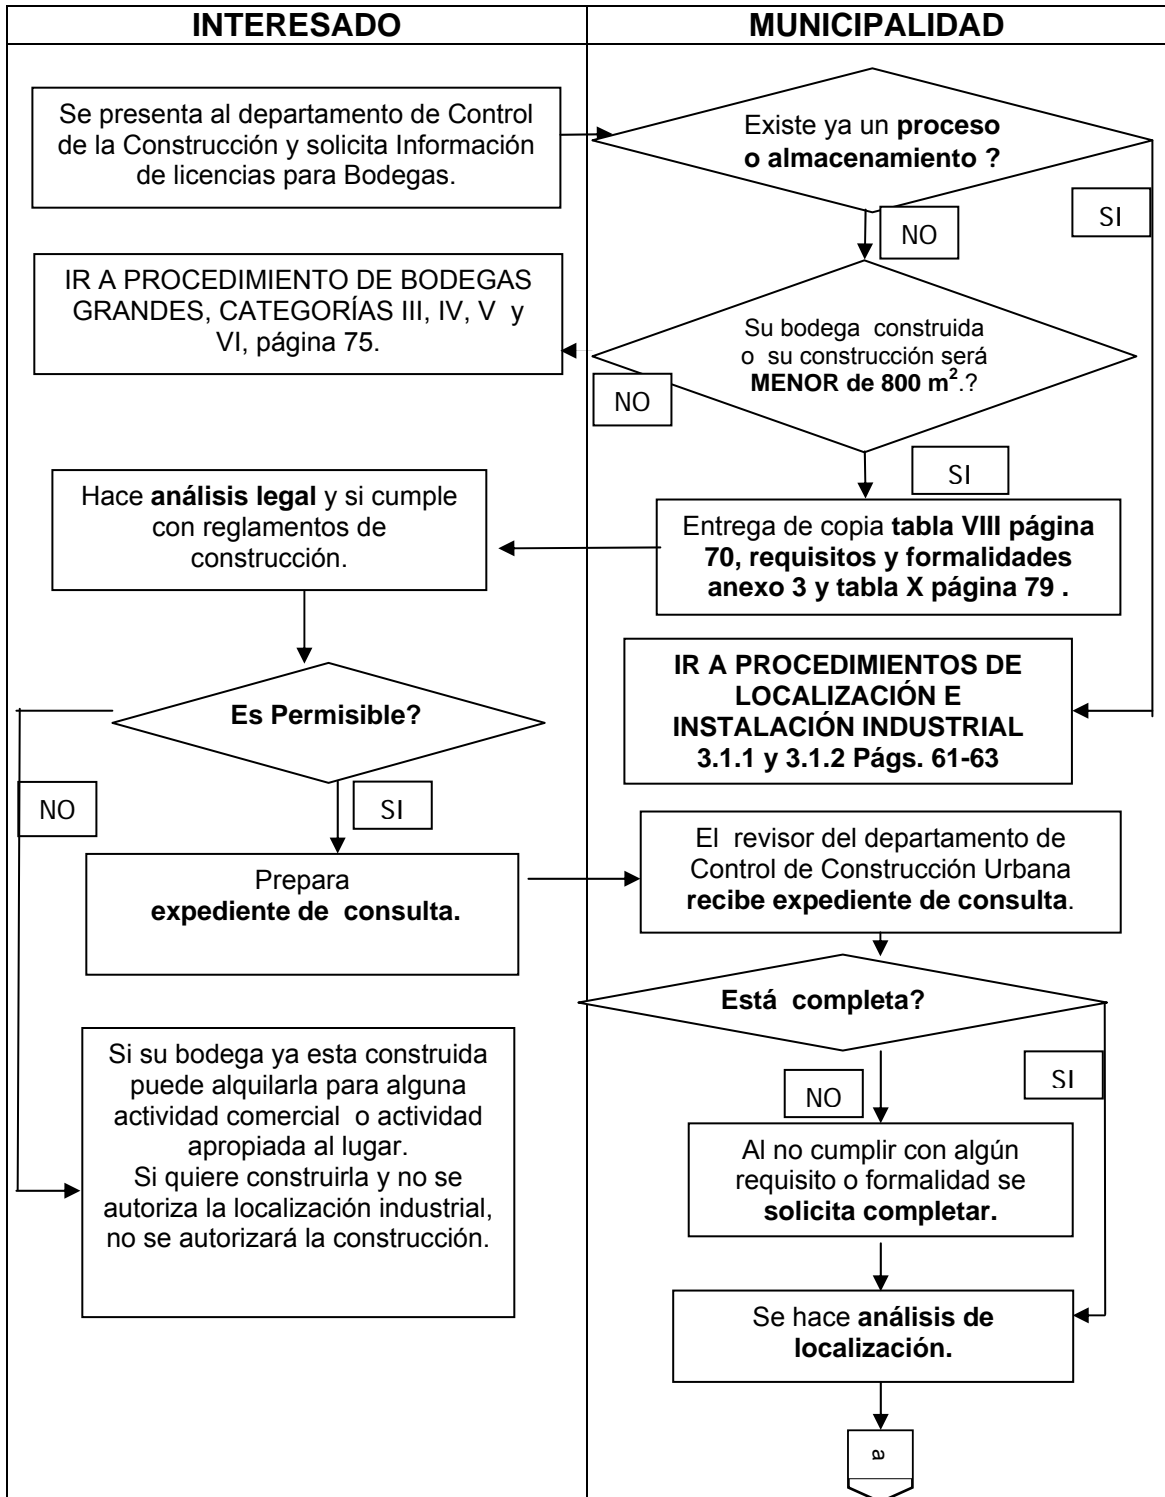 INTERESADO
MUNICIPALIDAD
Se presenta al departamento de Control
de la Construcción y solicita Información
de licencias para Bodegas.
Existe ya un proceso
o almacenamiento ?
SI
NO
IR A PROCEDIMIENTO DE BODEGAS
GRANDES, CATEGORÍAS III, IV, V y
VI, página 75.
Su bodega construida
o su construcción será
MENOR de 800 m².?
NO
SI
Hace análisis legal y si cumple
con reglamentos de
construcción.
Entrega de copia tabla VIII página
70, requisitos y formalidades
anexo 3 y tabla X página 79 .
IR A PROCEDIMIENTOS DE
LOCALIZACIÓN E
INSTALACIÓN INDUSTRIAL
3.1.1 y 3.1.2 Págs. 61-63
Es Permisible?
NO
SI
Prepara
expediente de consulta.
El revisor del departamento de
Control de Construcción Urbana
recibe expediente de consulta.
Está completa?
NO
SI
Si su bodega ya esta construida
puede alquilarla para alguna
actividad comercial o actividad
apropiada al lugar.
Si quiere construirla y no se
autoriza la localización industrial,
no se autorizará la construcción.
Al no cumplir con algún
requisito o formalidad se
solicita completar.
Se hace análisis de
localización.
a